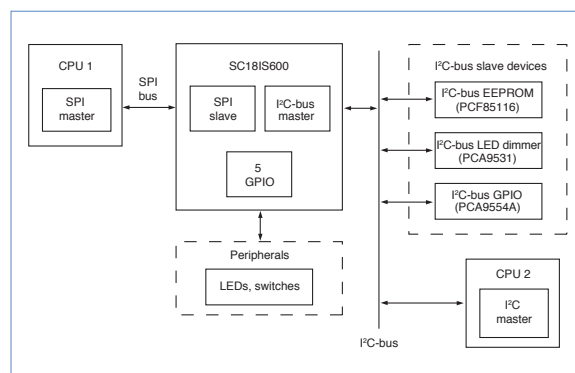 CPU 1
SPI
master
SPI
bus
SC18IS600
SPI
slave
I²C-bus
master
5
GPIO
Peripherals
LEDs, switches
I²C-bus slave devices
I²C-bus EEPROM
(PCF85116)
I²C-bus LED dimmer
(PCA9531)
I²C-bus GPIO
(PCA9554A)
CPU 2
I²C
master
I²C-bus